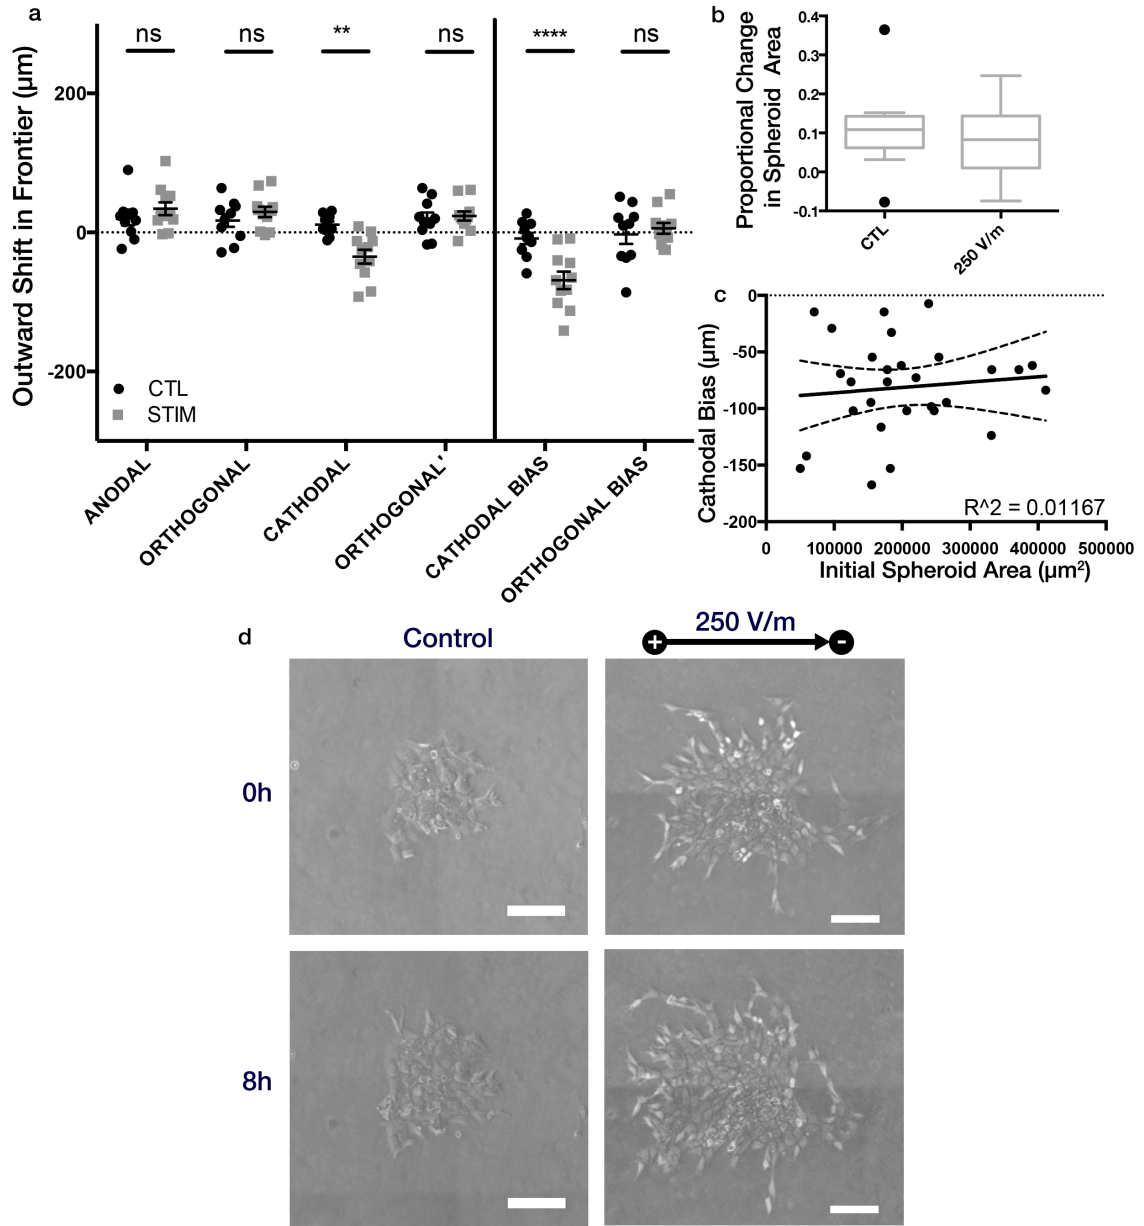 a
Outward Shift in Frontier (µm)
200
0
-200
ns
ns
**
ns
****
ns
CTL
STIM
ANODAL
ORTHOGONAL
CATHODAL
ORTHOGONAL'
CATHODAL BIAS
ORTHOGONAL BIAS
b
Proportional Change
in Spheroid Area
0.4
0.3
0.2
0.1
0.0
-0.1
CTL
250 V/m
c
Cathodal Bias (µm)
0
-50
-100
-150
-200
R^2 = 0.01167
0 100000 200000 300000 400000 500000
Initial Spheroid Area (µm²)
d
Control
250 V/m
+ -
0h
8h